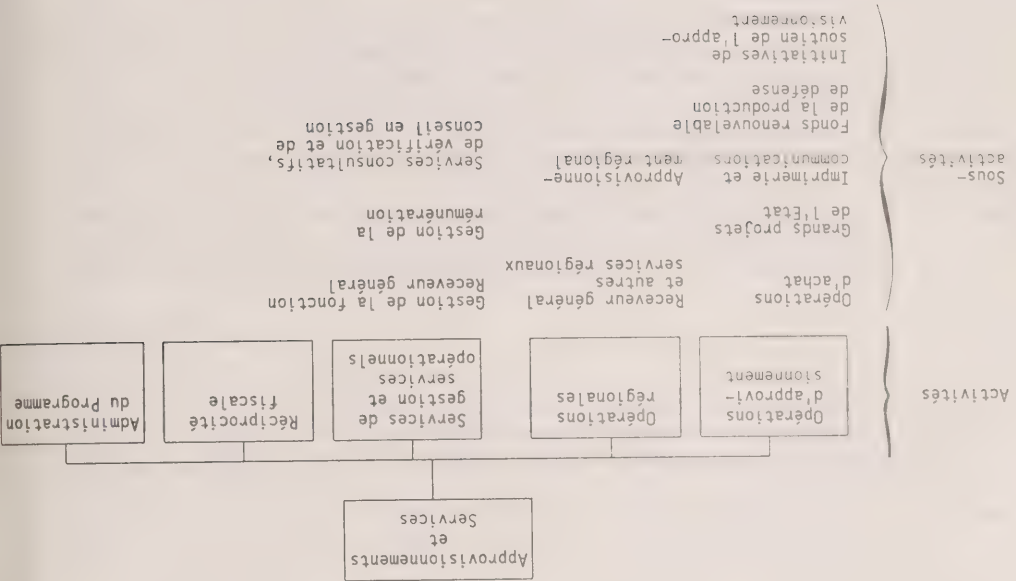 Approvisionnements
et
Services
Activités
Opérations
d'approvi-
sionnement
Opérations
régionales
Services de
gestion et
services
opérationnels
Réciprocité
fiscale
Administration
du Programme
Sous-
activités
Opérations
d'achat
Grands projets
de l'Etat
Imprimerie et
communications
Fonds renouvelable
de la production
de défense
Initiatives de
soutien de l'appro-
visionnement
Receveur général
et autres
services régionaux
Approvisionne-
ment régional
Gestion de la fonction
Receveur général
Gestion de la
rémunération
Services consultatifs,
de vérification et de
conseil en gestion